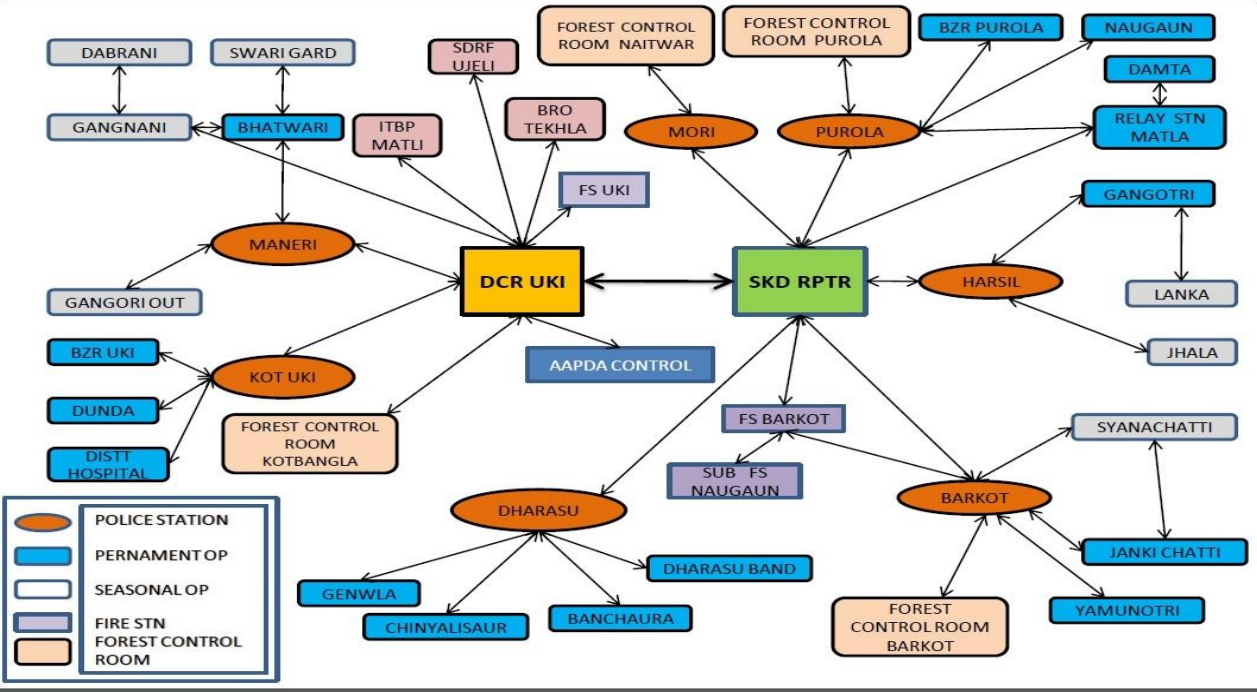 DABRANI
SWARI GARD
SDRF
UJELI
FOREST CONTROL
ROOM NAITWAR
FOREST CONTROL
ROOM PUROLA
BZR PUROLA
NAUGAUN
DAMTA
GANGNANI
BHATWARI
ITBP
MATLI
BRO
TEKHLA
MORI
PUROLA
RELAY STN
MATLA
FS UKI
GANGOTRI
MANERI
DCR UKI
SKD RPTR
HARSIL
GANGORI OUT
LANKA
BZR UKI
KOT UKI
AAPDA CONTROL
JHALA
DUNDA
FOREST CONTROL
ROOM
KOTBANGLA
FS BARKOT
SYANACHATTI
DISTT
HOSPITAL
SUB FS
NAUGAUN
BARKOT
DHARASU
JANKI CHATTI
DHARASU BAND
GENWLA
CHINYALISAUR
BANCHAURA
FOREST
CONTROL ROOM
BARKOT
YAMUNOTRI
POLICE STATION
PERNAMENT OP
SEASONAL OP
FIRE STN
FOREST CONTROL
ROOM